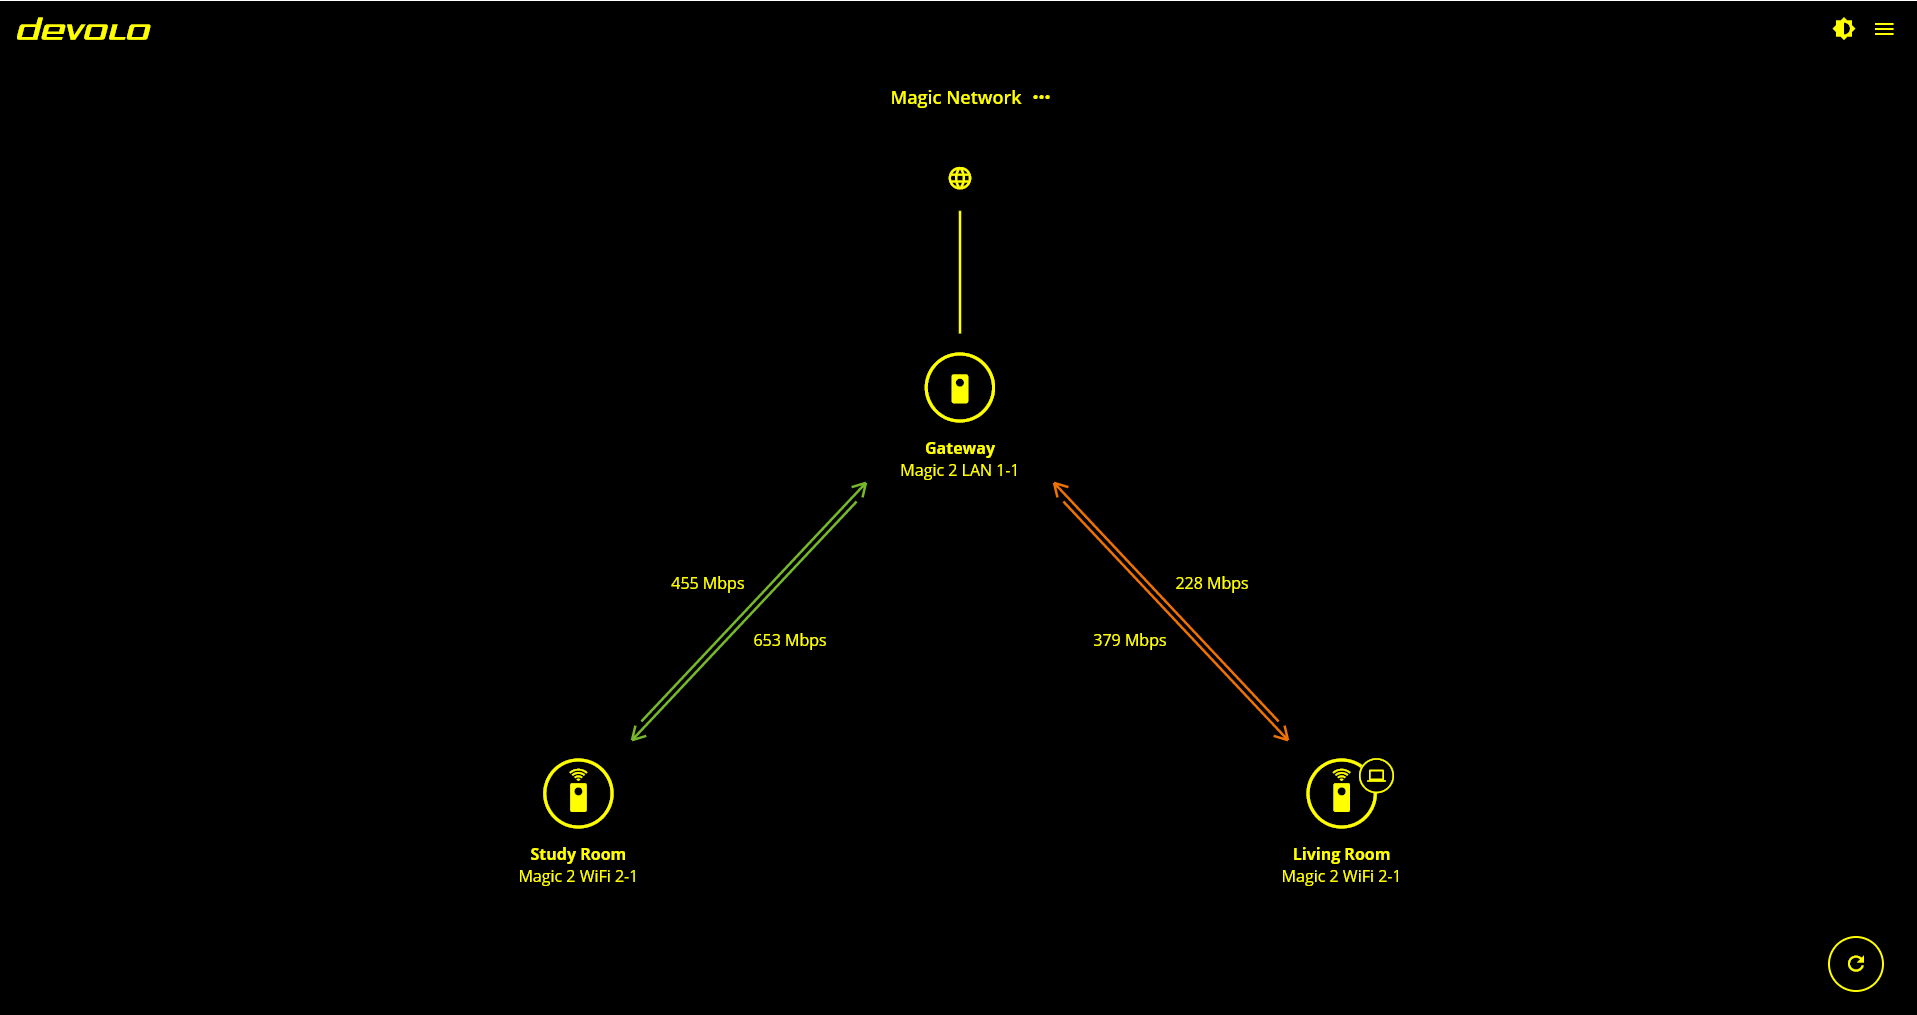 devolo
Magic Network •••
Gateway
Magic 2 LAN 1-1
455 Mbps
228 Mbps
653 Mbps
379 Mbps
Study Room
Magic 2 WiFi 2-1
Living Room
Magic 2 WiFi 2-1